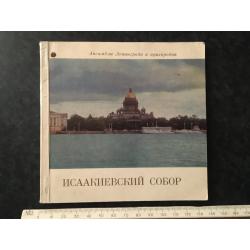 Ансамбли Ленинграда и пригородов
ИСААКИЕВСКИЙ СОБОР